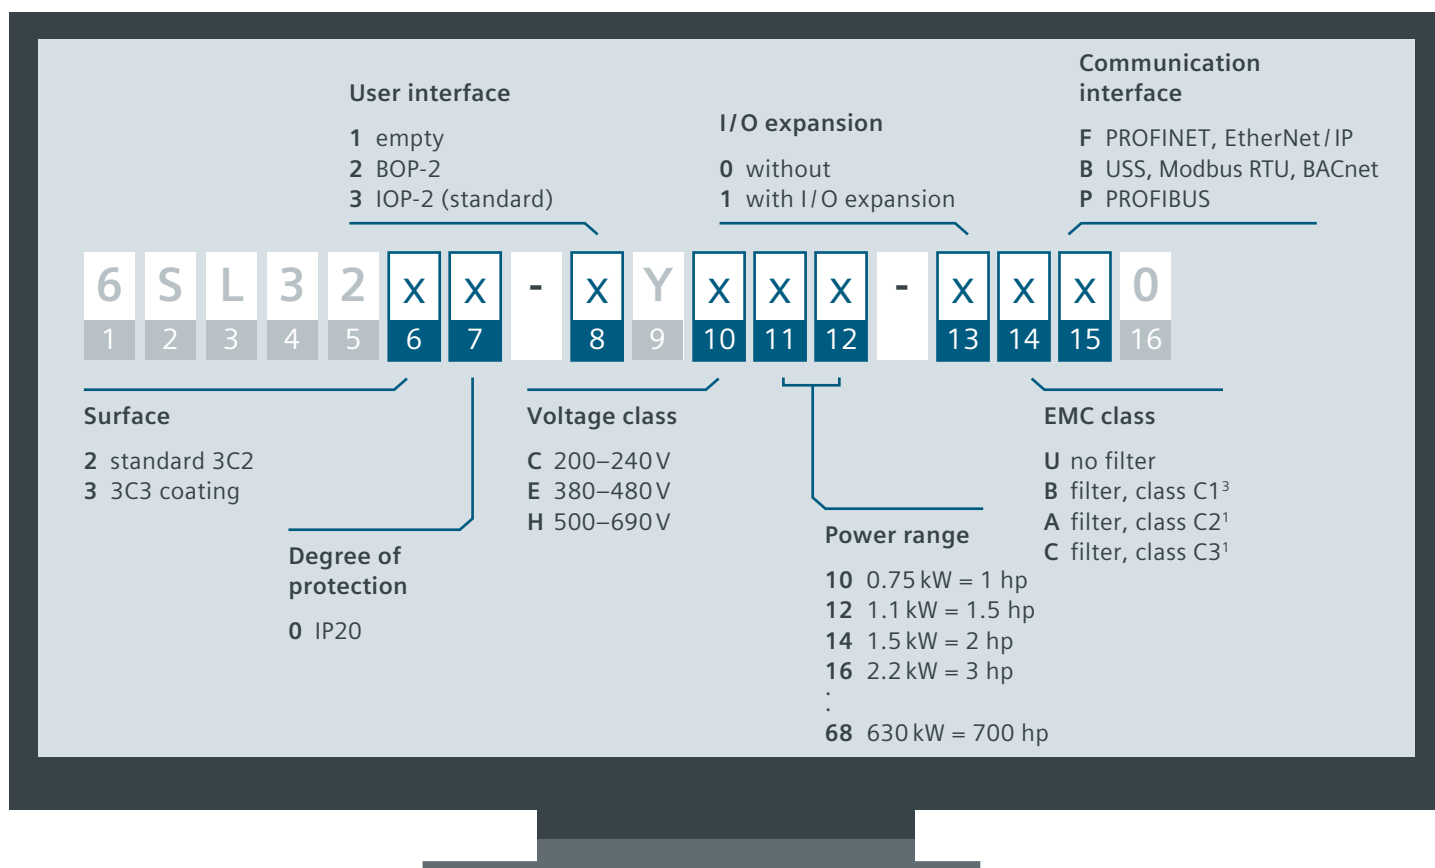 User interface
1 empty
2 BOP-2
3 IOP-2 (standard)
I/O expansion
0 without
1 with I/O expansion
Communication
interface
F PROFINET, EtherNet/IP
B USS, Modbus RTU, BACnet
P PROFIBUS
6 S L 3 2 x x - x Y x x x - x x x 0
1 2 3 4 5 6 7 8 9 10 11 12 13 14 15 16
Surface
2 standard 3C2
3 3C3 coating
Degree of
protection
0 IP20
Voltage class
C 200–240 V
E 380–480 V
H 500–690 V
Power range
10 0.75 kW = 1 hp
12 1.1 kW = 1.5 hp
14 1.5 kW = 2 hp
16 2.2 kW = 3 hp
:
68 630 kW = 700 hp
EMC class
U no filter
B filter, class C1³
A filter, class C2¹
C filter, class C3¹